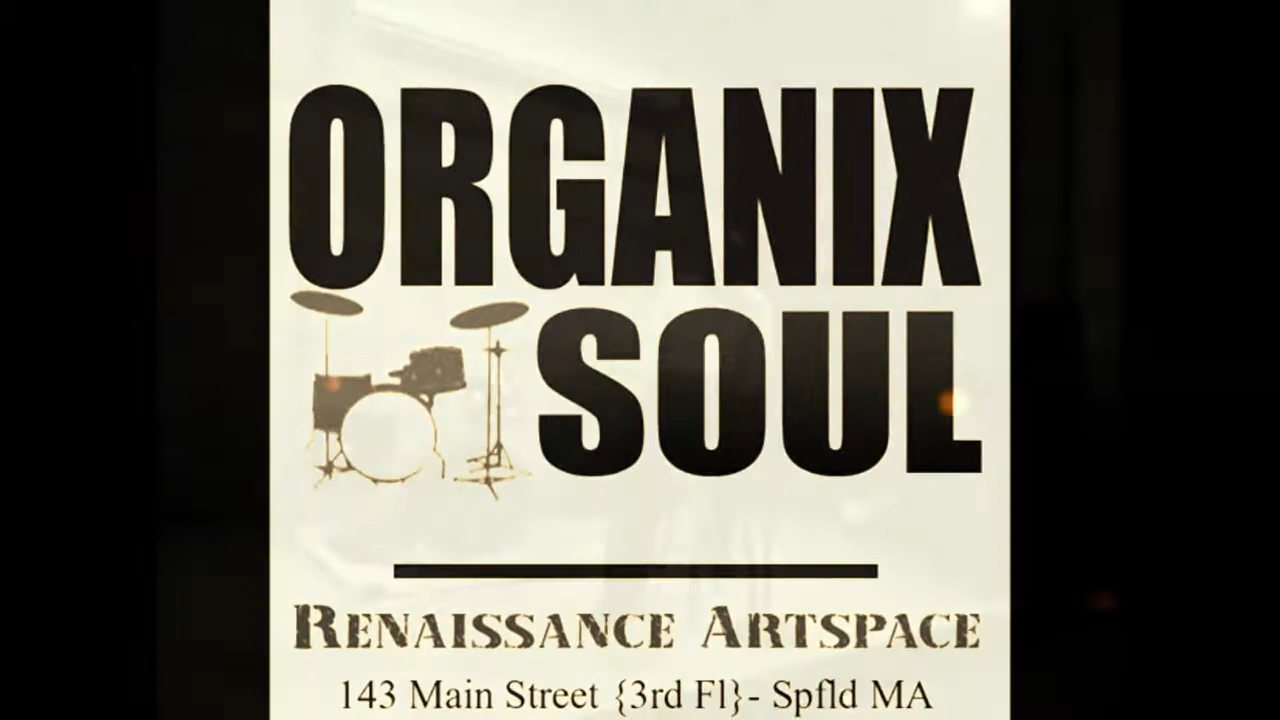 ORGANIX
SOUL
RENAISSANCE ARTSPACE
143 Main Street {3rd Fl}- Spfld MA